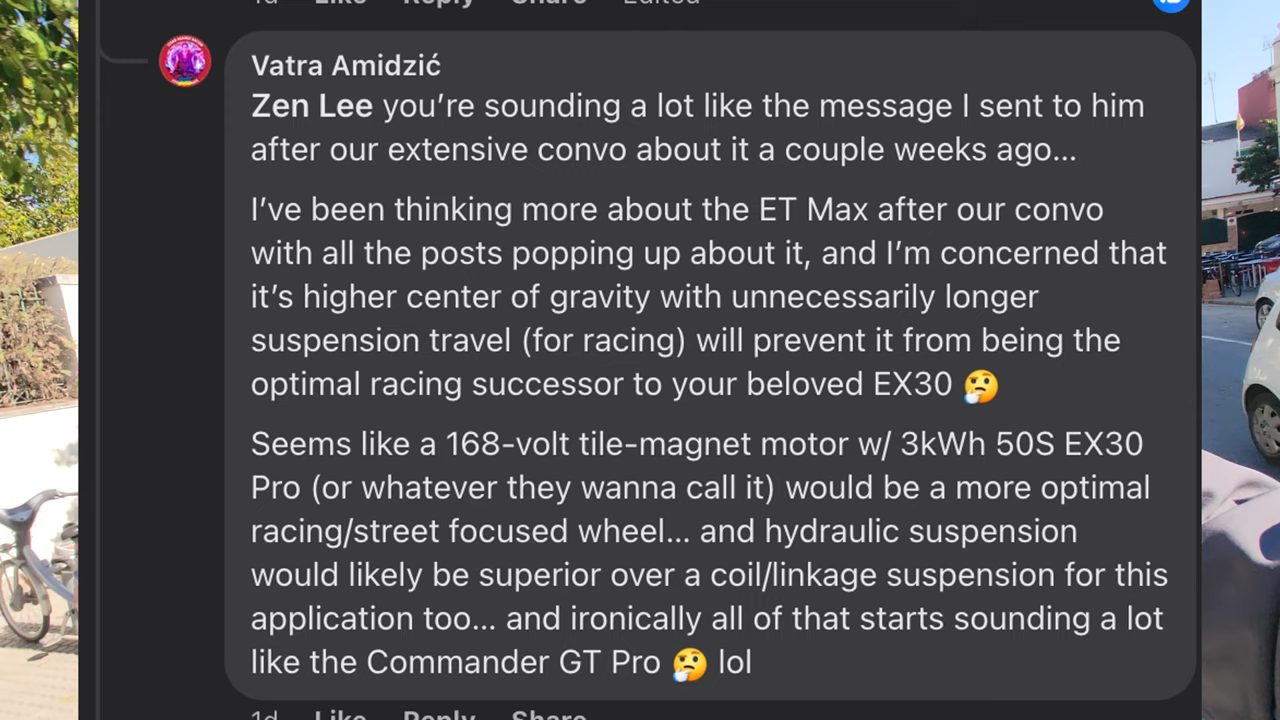 1d Like Reply Share Edited
Vatra Amidzić
Zen Lee you’re sounding a lot like the message I sent to him
after our extensive convo about it a couple weeks ago...
I’ve been thinking more about the ET Max after our convo
with all the posts popping up about it, and I’m concerned that
it’s higher center of gravity with unnecessarily longer
suspension travel (for racing) will prevent it from being the
optimal racing successor to your beloved EX30 🤔
Seems like a 168-volt tile-magnet motor w/ 3kWh 50S EX30
Pro (or whatever they wanna call it) would be a more optimal
racing/street focused wheel... and hydraulic suspension
would likely be superior over a coil/linkage suspension for this
application too... and ironically all of that starts sounding a lot
like the Commander GT Pro 🤔 lol
1d Like Reply Share